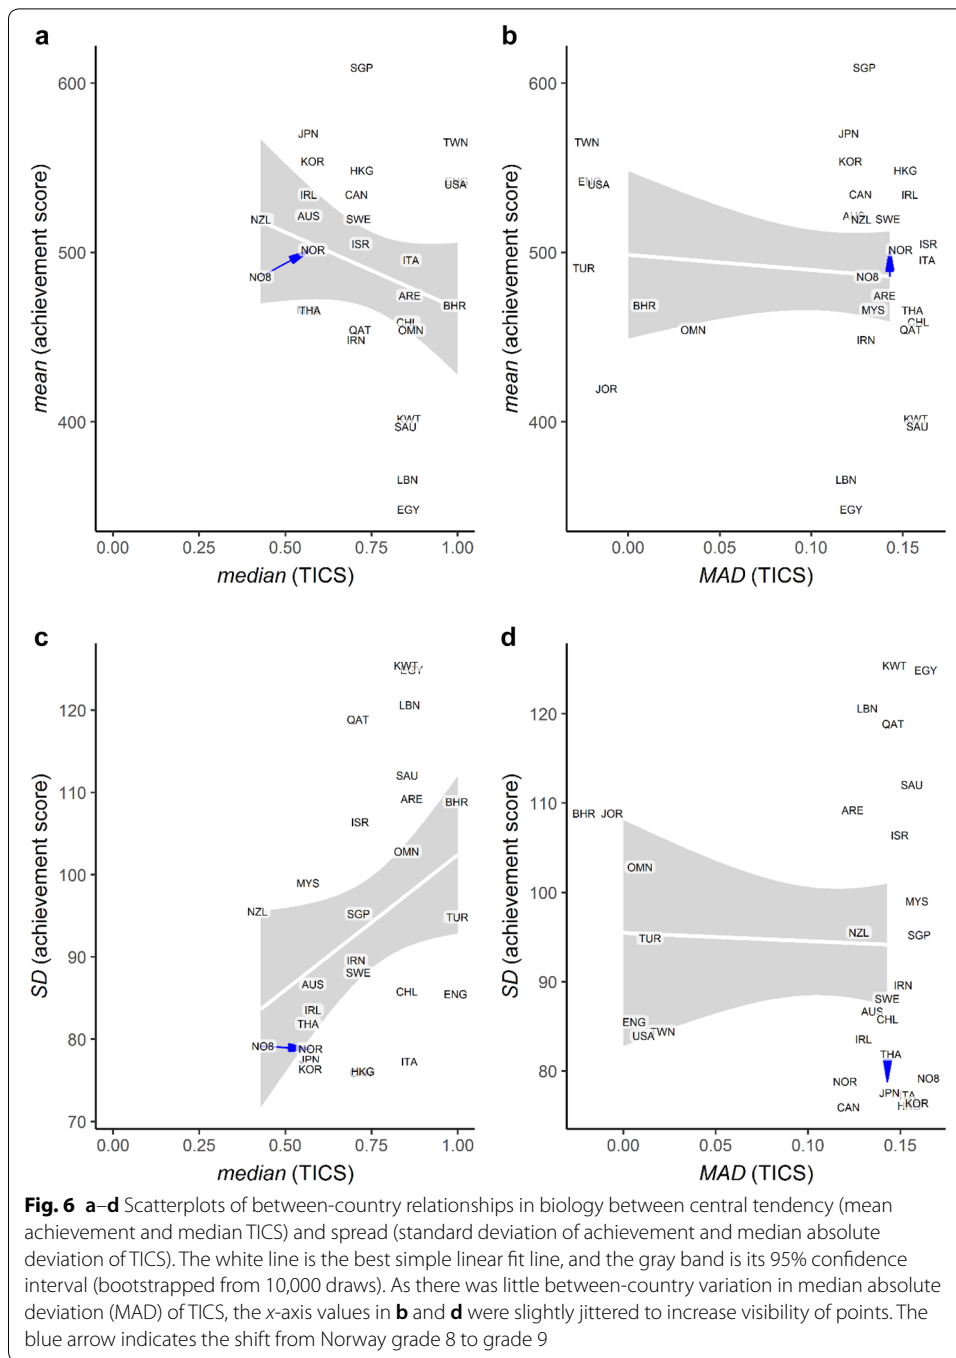 a
600
500
400
mean (achievement score)
SGP
JPN
TWN
KOR
HKG
USA
IRL
CAN
NZL
AUS
SWE
ISR
NOR
ITA
NO8
ARE
BHR
THA
CHL
QAT
OMN
IRN
KWT
SAU
LBN
EGY
0.00 0.25 0.50 0.75 1.00
median (TICS)
b
600
500
400
mean (achievement score)
SGP
JPN
TWN
KOR
HKG
ENG
USA
CAN
IRL
AUS
NZL
SWE
ISR
NOR
ITA
TUR
NO8
ARE
BHR
MYS
THA
CHL
OMN
QAT
IRN
JOR
KWT
SAU
LBN
EGY
0.00 0.05 0.10 0.15
MAD (TICS)
c
120
110
100
90
80
70
SD (achievement score)
KWT
EGY
LBN
QAT
SAU
ARE
BHR
ISR
OMN
MYS
NZL
SGP
TUR
IRN
SWE
AUS
CHL
ENG
IRL
THA
NO8
NOR
JPN
ITA
KOR
HKG
0.00 0.25 0.50 0.75 1.00
median (TICS)
d
120
110
100
90
80
SD (achievement score)
KWT
EGY
LBN
QAT
SAU
ARE
BHR JOR
ISR
OMN
MYS
NZL
SGP
TUR
IRN
SWE
AUS
CHL
ENG
TWN
USA
IRL
THA
NOR
NO8
JPN
ITA
CAN
KOR
0.00 0.05 0.10 0.15
MAD (TICS)
Fig. 6 a–d Scatterplots of between-country relationships in biology between central tendency (mean
achievement and median TICS) and spread (standard deviation of achievement and median absolute
deviation of TICS). The white line is the best simple linear fit line, and the gray band is its 95% confidence
interval (bootstrapped from 10,000 draws). As there was little between-country variation in median absolute
deviation (MAD) of TICS, the x-axis values in b and d were slightly jittered to increase visibility of points. The
blue arrow indicates the shift from Norway grade 8 to grade 9